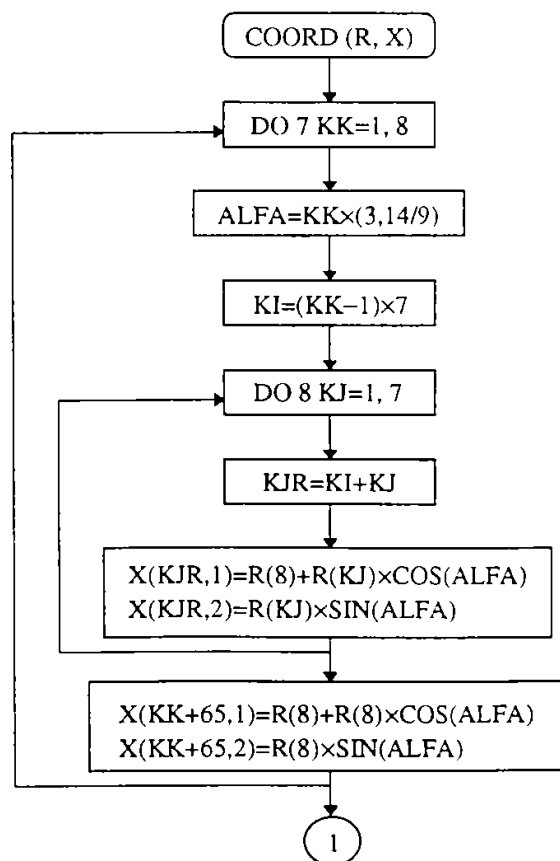 COORD (R, X)
DO 7 KK=1, 8
ALFA=KK×(3,14/9)
KI=(KK−1)×7
DO 8 KJ=1, 7
KJR=KI+KJ
X(KJR,1)=R(8)+R(KJ)×COS(ALFA)
X(KJR,2)=R(KJ)×SIN(ALFA)
X(KK+65,1)=R(8)+R(8)×COS(ALFA)
X(KK+65,2)=R(8)×SIN(ALFA)
1